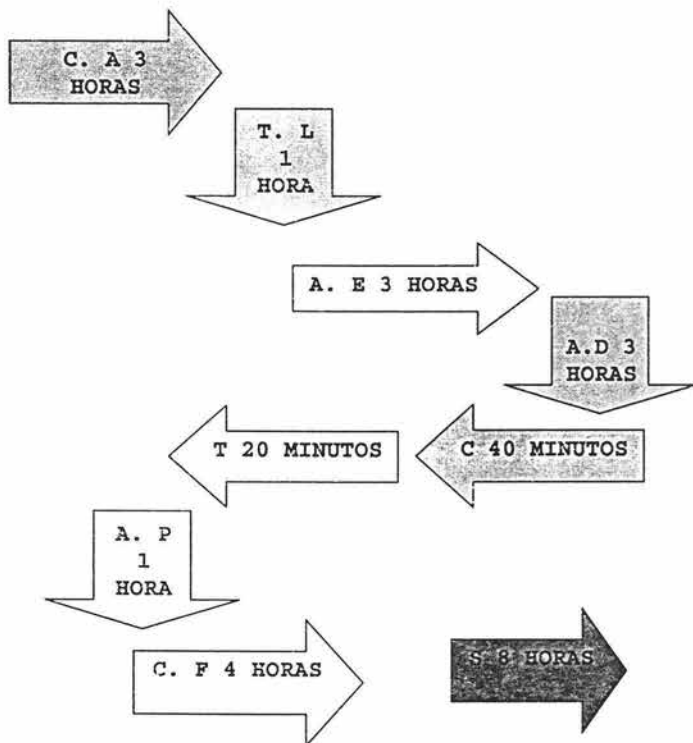 C. A 3
HORAS
T. L
1
HORA
A. E 3 HORAS
A.D 3
HORAS
T 20 MINUTOS
C 40 MINUTOS
A. P
1
HORA
C. F 4 HORAS
S 8 HORAS